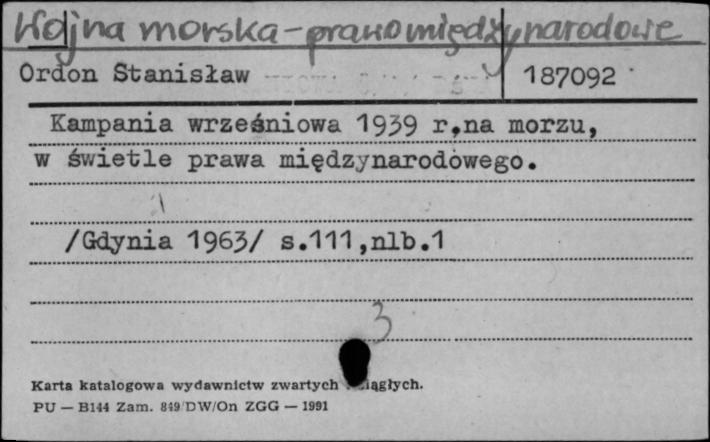 Wojna morska - prawo międzynarodowe
Ordon Stanisław
187092
Kampania wrześniowa 1939 r.na morzu,
w świetle prawa międzynarodowego.
/Gdynia 1963/ s.111,nlb.1
3
Karta katalogowa wydawnictw zwartych
PU — B144 Zam. 849/DW/On ZGG — 1991